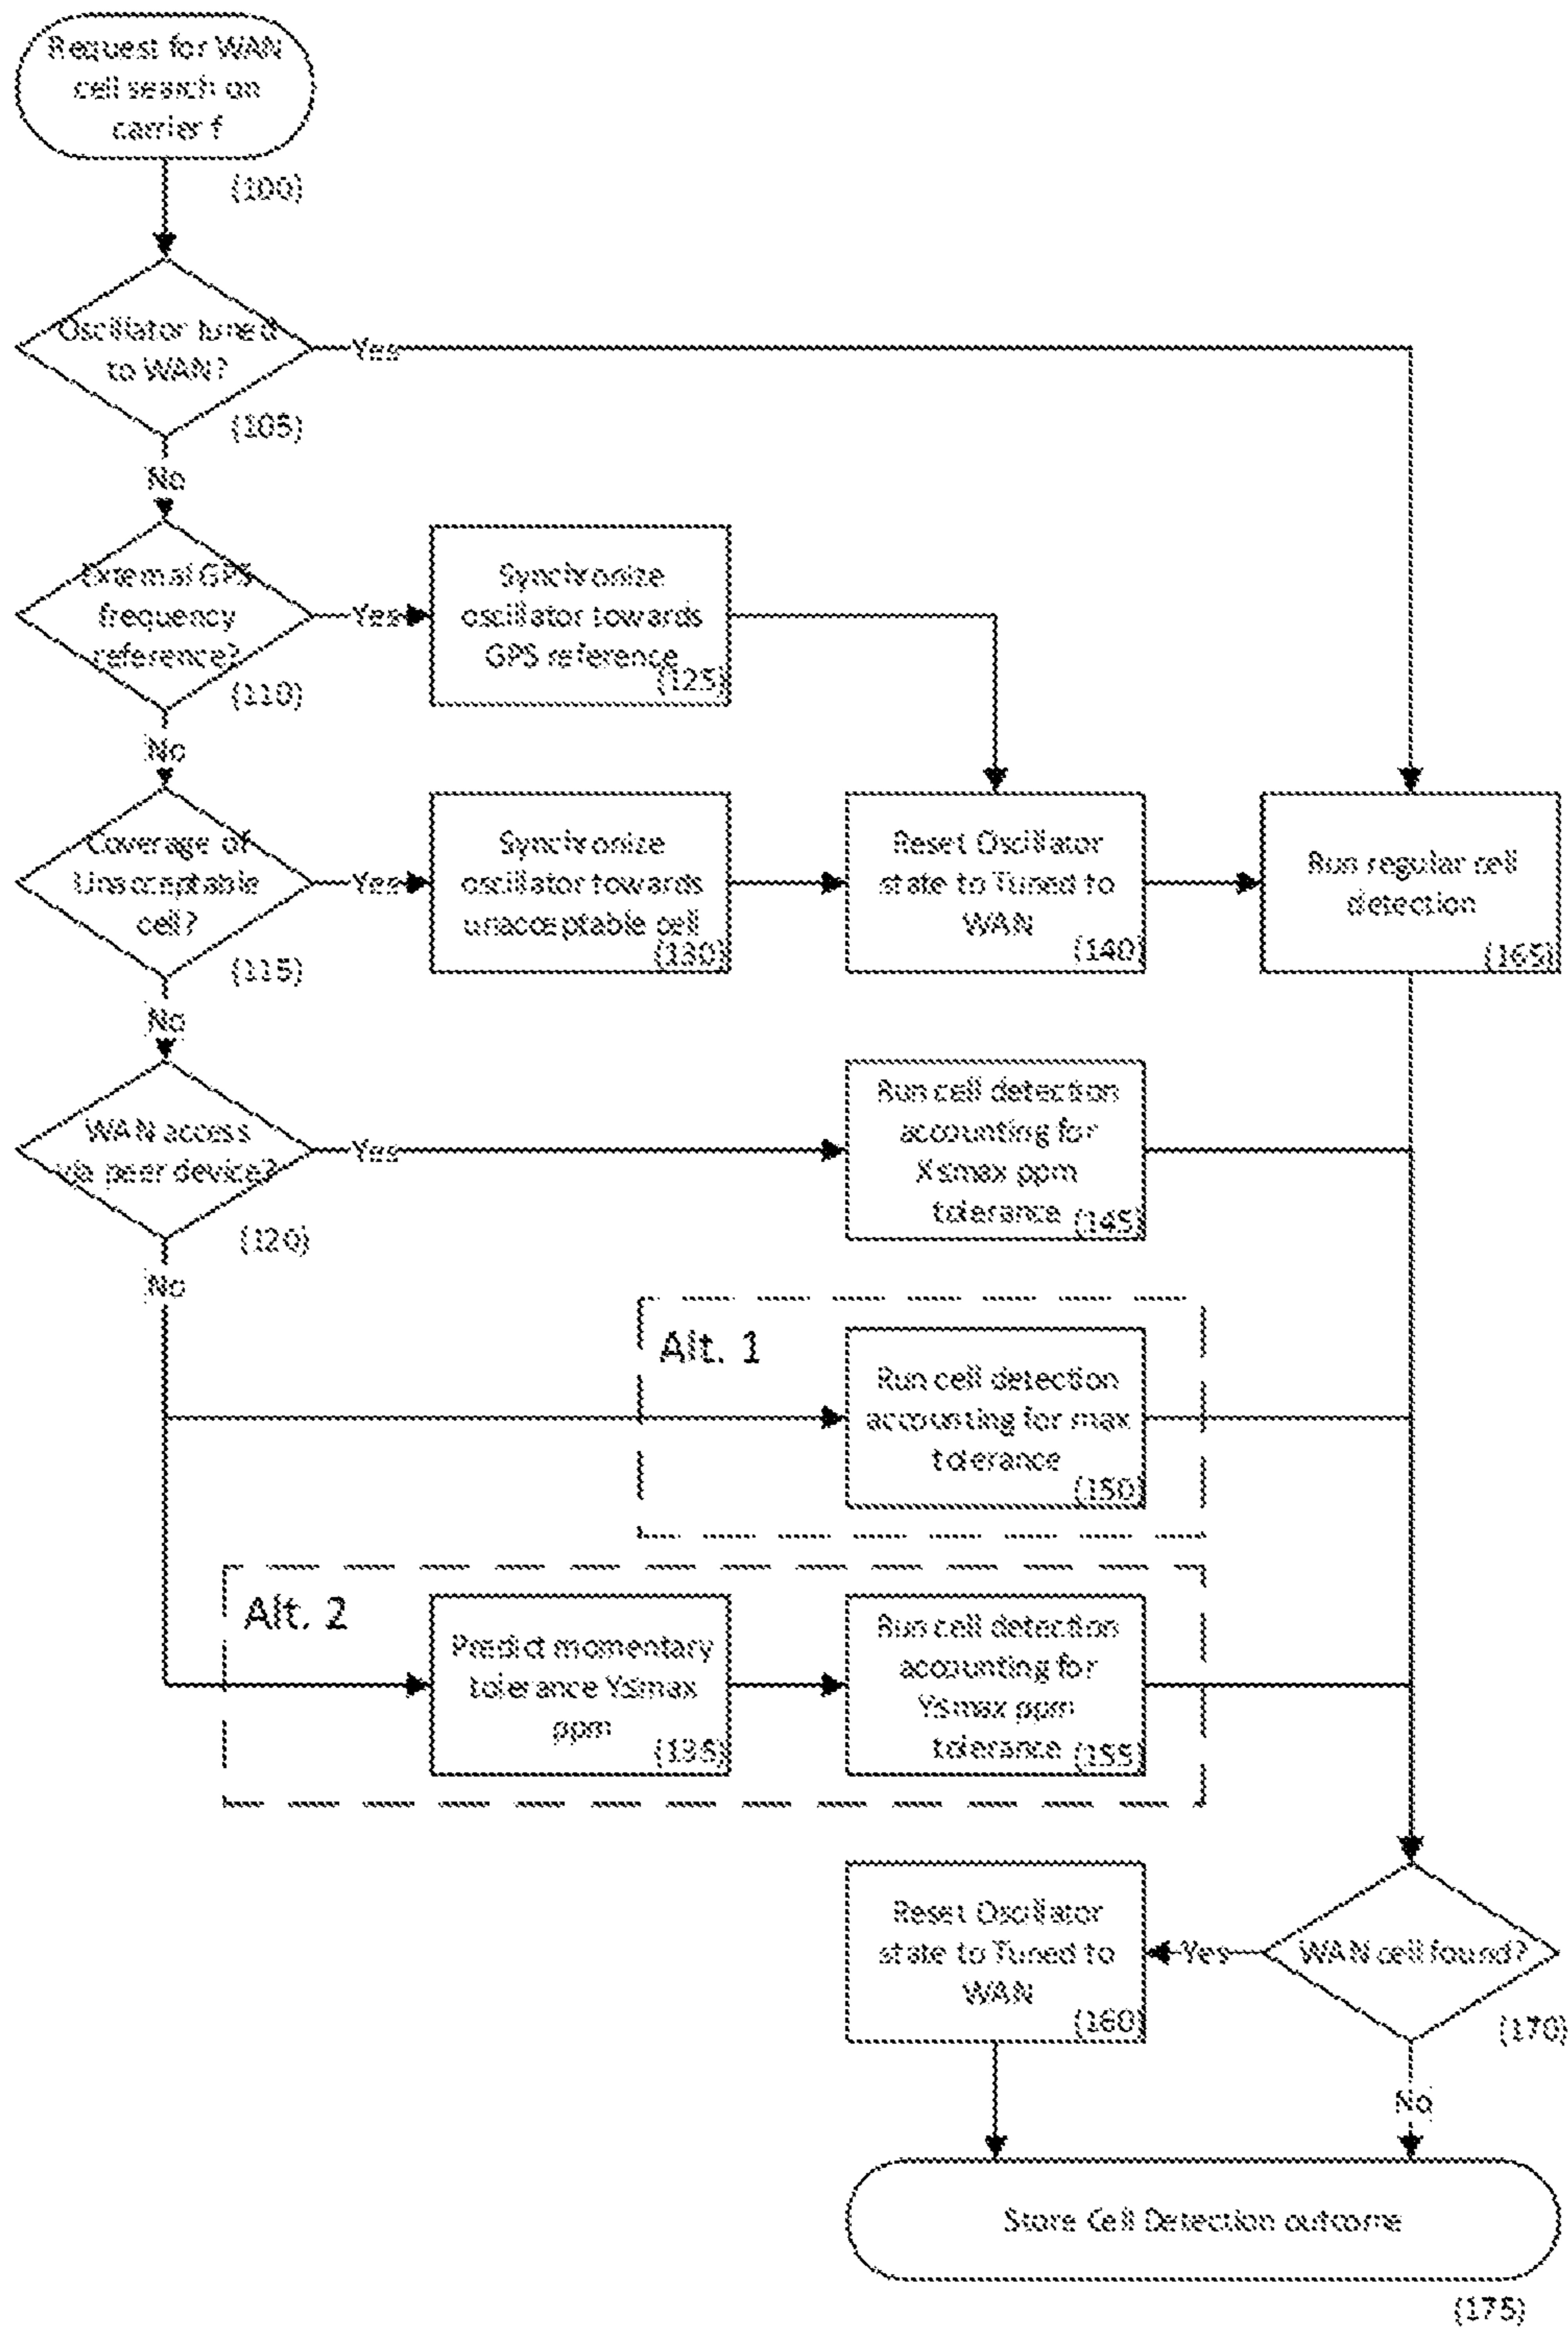 Request for WAN
cell search on
carrier f
(100)
Oscillator tuned
to WAN?
(105)
Yes
No
External GPS
frequency
reference?
(110)
Yes
Synchronize
oscillator towards
GPS reference
(125)
No
Coverage of
Unacceptable
cell?
(115)
Yes
Synchronize
oscillator towards
unacceptable cell
(130)
Reset Oscillator
state to Tuned to
WAN
(140)
Run regular cell
detection
(165)
No
WAN access
via peer device?
(120)
Yes
Run cell detection
accounting for
Xsmax ppm
tolerance
(145)
No
Alt. 1
Run cell detection
accounting for max
tolerance
(150)
Alt. 2
Predict momentary
tolerance Ysmax
ppm
(135)
Run cell detection
accounting for
Ysmax ppm
tolerance
(155)
Reset Oscillator
state to Tuned to
WAN
(160)
Yes
WAN cell found?
(170)
No
Store Cell Detection outcome
(175)